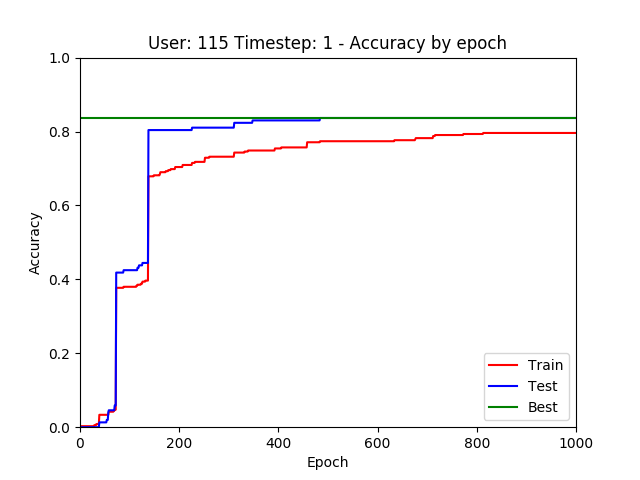 User: 115 Timestep: 1 - Accuracy by epoch
1.0
0.8
0.6
0.4
0.2
0.0
Accuracy
0 200 400 600 800 1000
Epoch
Train
Test
Best